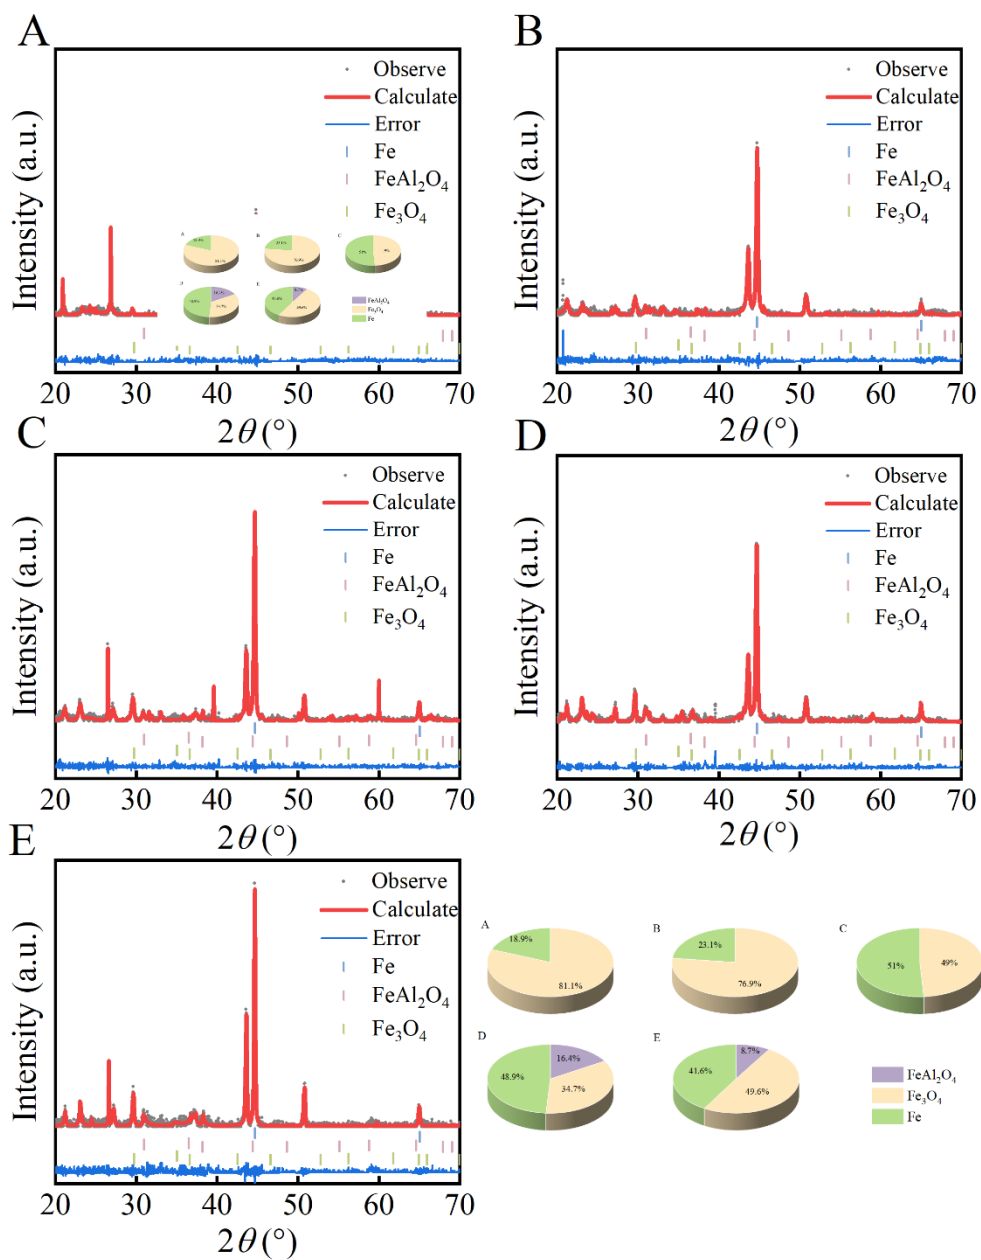 A
Intensity (a.u.)
Observe
Calculate
Error
Fe
FeAl₂O₄
Fe₃O₄
A
B
C
D
E
FeAl₂O₄
Fe₃O₄
Fe
20 30 40 50 60 70
2θ (°)
B
Intensity (a.u.)
Observe
Calculate
Error
Fe
FeAl₂O₄
Fe₃O₄
20 30 40 50 60 70
2θ (°)
C
Intensity (a.u.)
Observe
Calculate
Error
Fe
FeAl₂O₄
Fe₃O₄
20 30 40 50 60 70
2θ (°)
D
Intensity (a.u.)
Observe
Calculate
Error
Fe
FeAl₂O₄
Fe₃O₄
20 30 40 50 60 70
2θ (°)
E
Intensity (a.u.)
Observe
Calculate
Error
Fe
FeAl₂O₄
Fe₃O₄
20 30 40 50 60 70
2θ (°)
A
18.9%
81.1%
B
23.1%
76.9%
C
51%
49%
D
16.4%
48.9%
34.7%
E
8.7%
41.6%
49.6%
FeAl₂O₄
Fe₃O₄
Fe